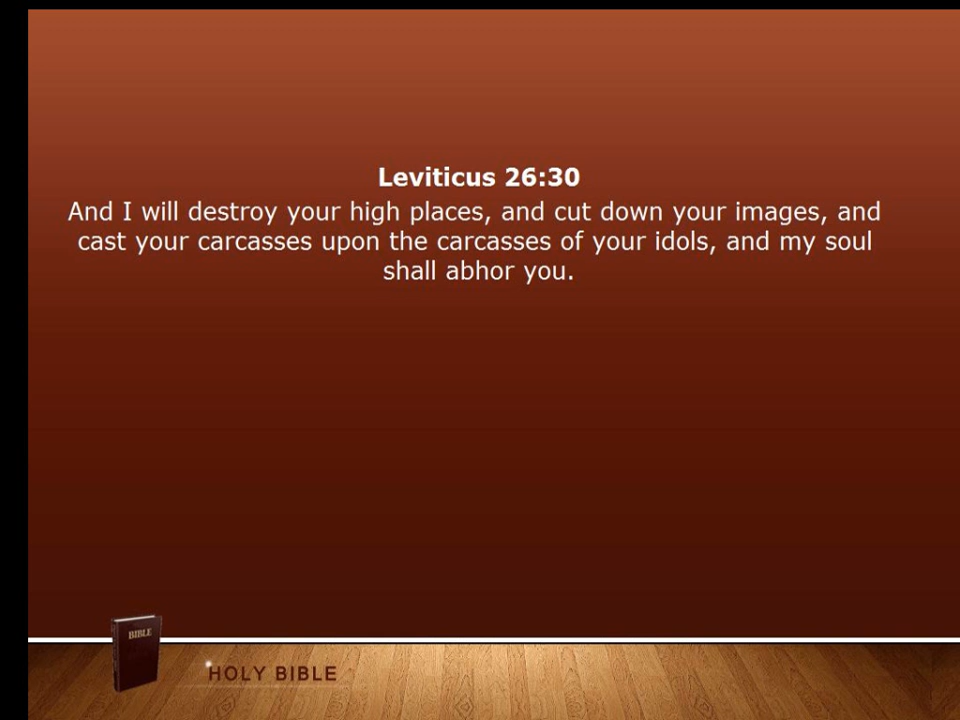 Leviticus 26:30
And I will destroy your high places, and cut down your images, and
cast your carcasses upon the carcasses of your idols, and my soul
shall abhor you.
BIBLE
HOLY BIBLE